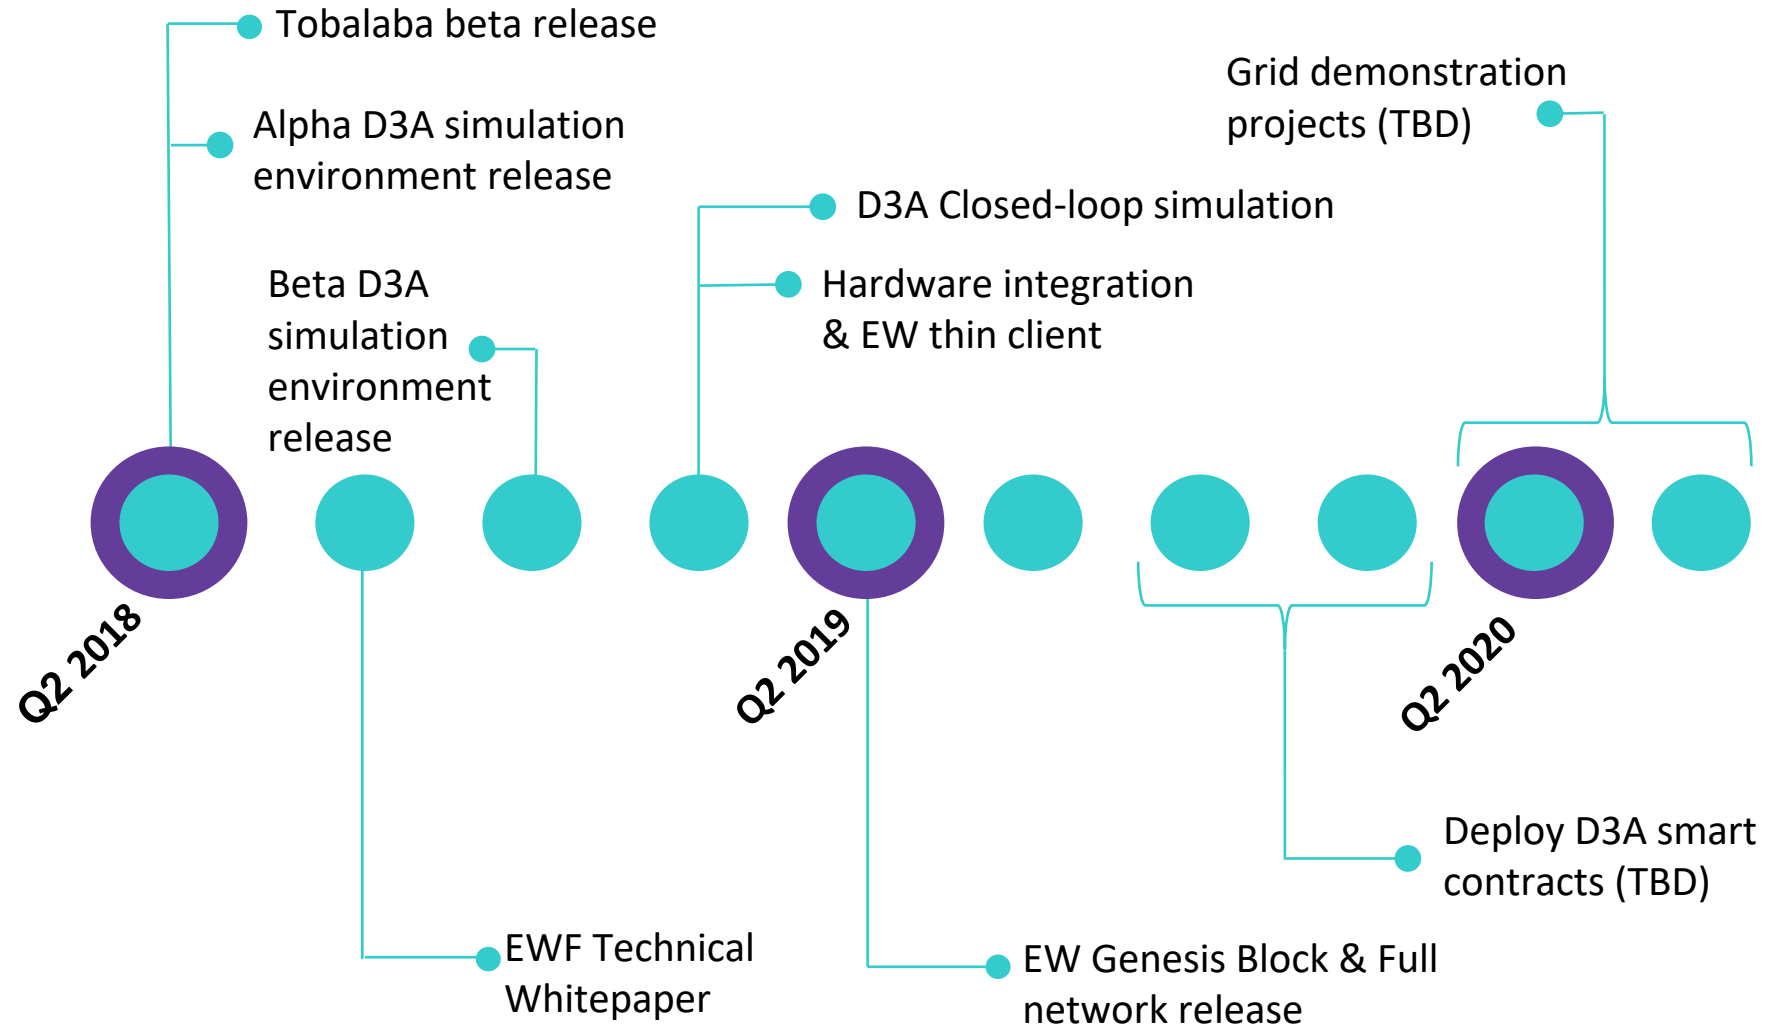 Tobalaba beta release
Alpha D3A simulation
environment release
Beta D3A
simulation
environment
release
D3A Closed-loop simulation
Hardware integration
& EW thin client
Grid demonstration
projects (TBD)
Q2 2018
Q2 2019
Q2 2020
EWF Technical
Whitepaper
EW Genesis Block & Full
network release
Deploy D3A smart
contracts (TBD)